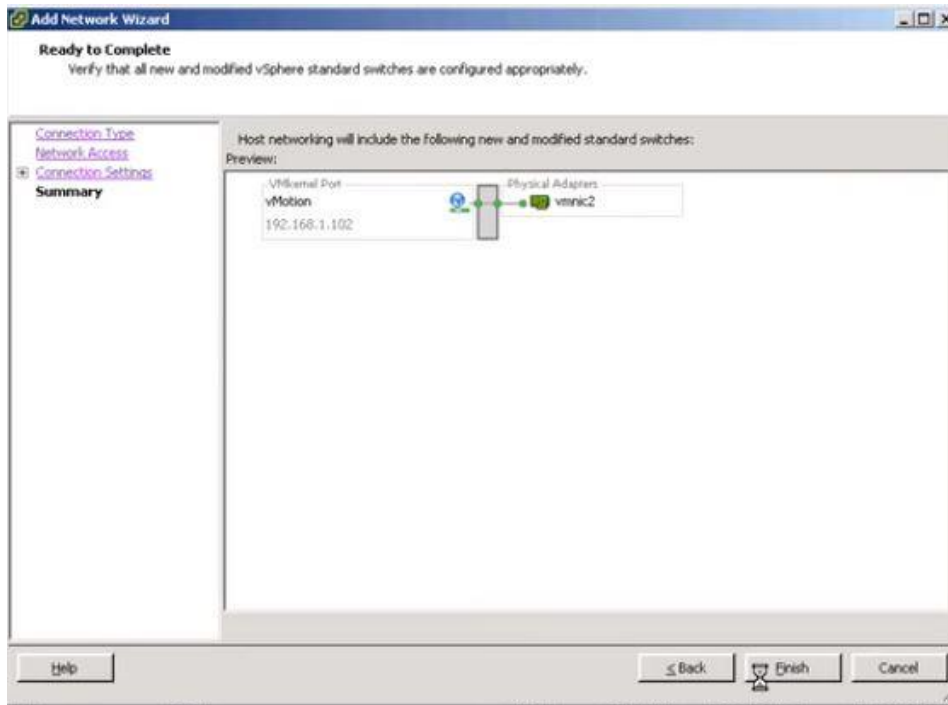 Add Network Wizard
Ready to Complete
Verify that all new and modified vSphere standard switches are configured appropriately.
Connection Type
Network Access
Connection Settings
Summary
Host networking will include the following new and modified standard switches:
Preview:
VMkernel Port
Physical Adapters
vMotion
vmnic2
192.168.1.102
Help
≤ Back
Finish
Cancel